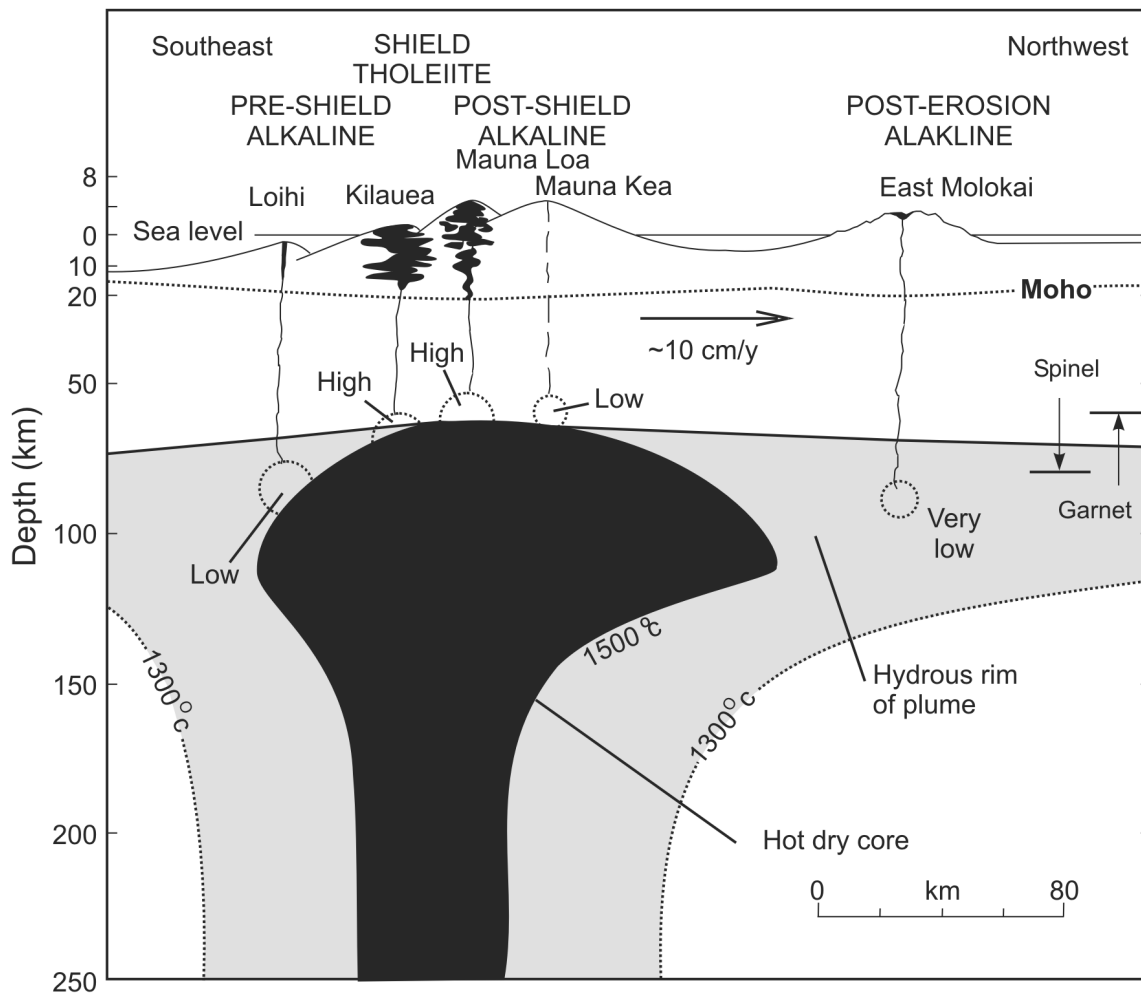 Southeast
SHIELD
THOLEIITE
Northwest
PRE-SHIELD
ALKALINE
POST-SHIELD
ALKALINE
POST-EROSION
ALAKLINE
Mauna Loa
Loihi
Kilauea
Mauna Kea
East Molokai
8
0
10
20
50
100
150
200
250
Depth (km)
Sea level
Moho
~10 cm/y
High
High
Low
Low
Very
low
Spinel
Garnet
1300°c
1500°c
1300°c
Hydrous rim
of plume
Hot dry core
0 km 80